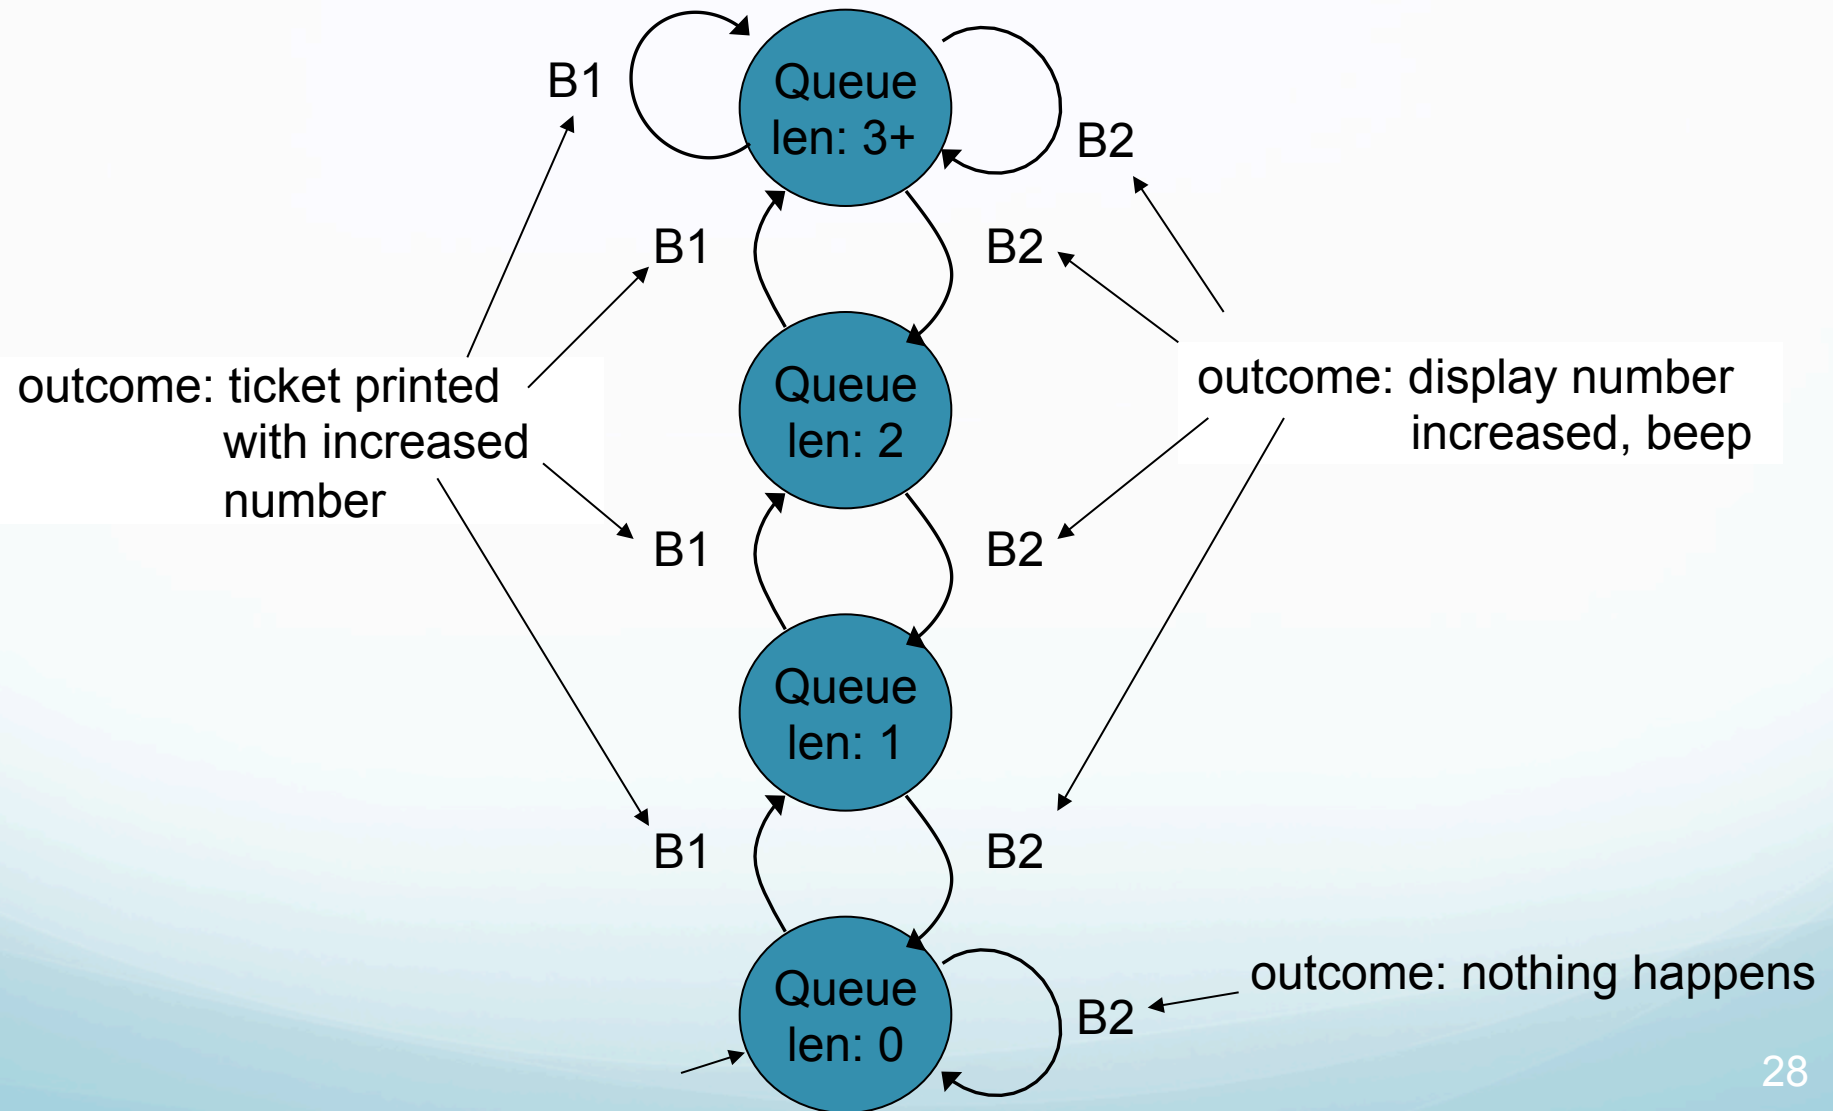 B1
Queue
len: 3+
B2
B1
B2
outcome: ticket printed
with increased
number
Queue
len: 2
outcome: display number
increased, beep
B1
B2
Queue
len: 1
B1
B2
Queue
len: 0
B2
outcome: nothing happens
28